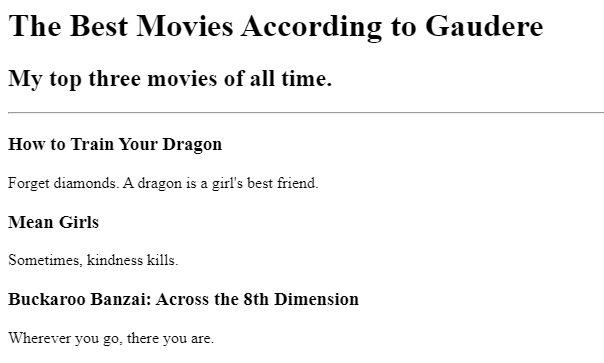 The Best Movies According to Gaudere
My top three movies of all time.
How to Train Your Dragon
Forget diamonds. A dragon is a girl's best friend.
Mean Girls
Sometimes, kindness kills.
Buckaroo Banzai: Across the 8th Dimension
Wherever you go, there you are.